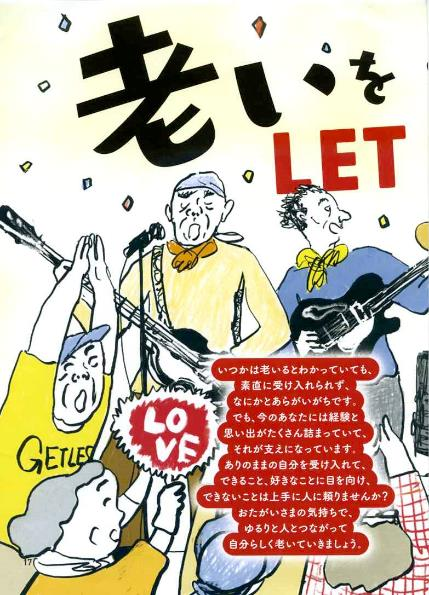 老いを
LET
GETLES
LO
VE
いつかは老いるとわかっていても、
素直に受け入れられず、
なにかとあらがいがちです。
でも、今のあなたには経験と
思い出がたくさん詰まっていて、
それが支えになっています。
ありのままの自分を受け入れて、
できること、好きなことに目を向け、
できないことは上手に人に頼りませんか？
おたがいさまの気持ちで、
ゆるりと人とつながって
自分らしく老いていきましょう。
17